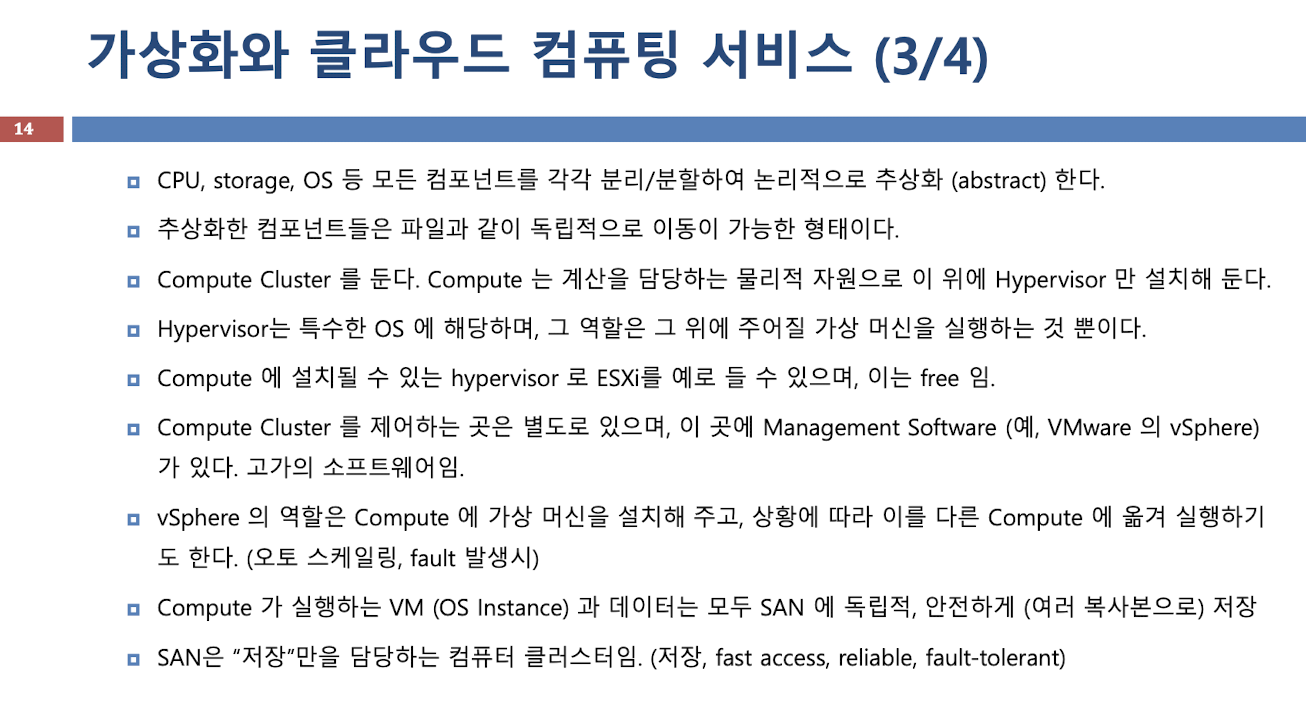 가상화와 클라우드 컴퓨팅 서비스 (3/4)
14
CPU, storage, OS 등 모든 컴포넌트를 각각 분리/분할하여 논리적으로 추상화 (abstract) 한다.
추상화한 컴포넌트들은 파일과 같이 독립적으로 이동이 가능한 형태이다.
Compute Cluster 를 둔다. Compute 는 계산을 담당하는 물리적 자원으로 이 위에 Hypervisor 만 설치해 둔다.
Hypervisor는 특수한 OS 에 해당하며, 그 역할은 그 위에 주어질 가상 머신을 실행하는 것 뿐이다.
Compute 에 설치될 수 있는 hypervisor 로 ESXi를 예로 들 수 있으며, 이는 free 임.
Compute Cluster 를 제어하는 곳은 별도로 있으며, 이 곳에 Management Software (예, VMware 의 vSphere)
가 있다. 고가의 소프트웨어임.
vSphere 의 역할은 Compute 에 가상 머신을 설치해 주고, 상황에 따라 이를 다른 Compute 에 옮겨 실행하기
도 한다. (오토 스케일링, fault 발생시)
Compute 가 실행하는 VM (OS Instance) 과 데이터는 모두 SAN 에 독립적, 안전하게 (여러 복사본으로) 저장
SAN은 “저장”만을 담당하는 컴퓨터 클러스터임. (저장, fast access, reliable, fault-tolerant)